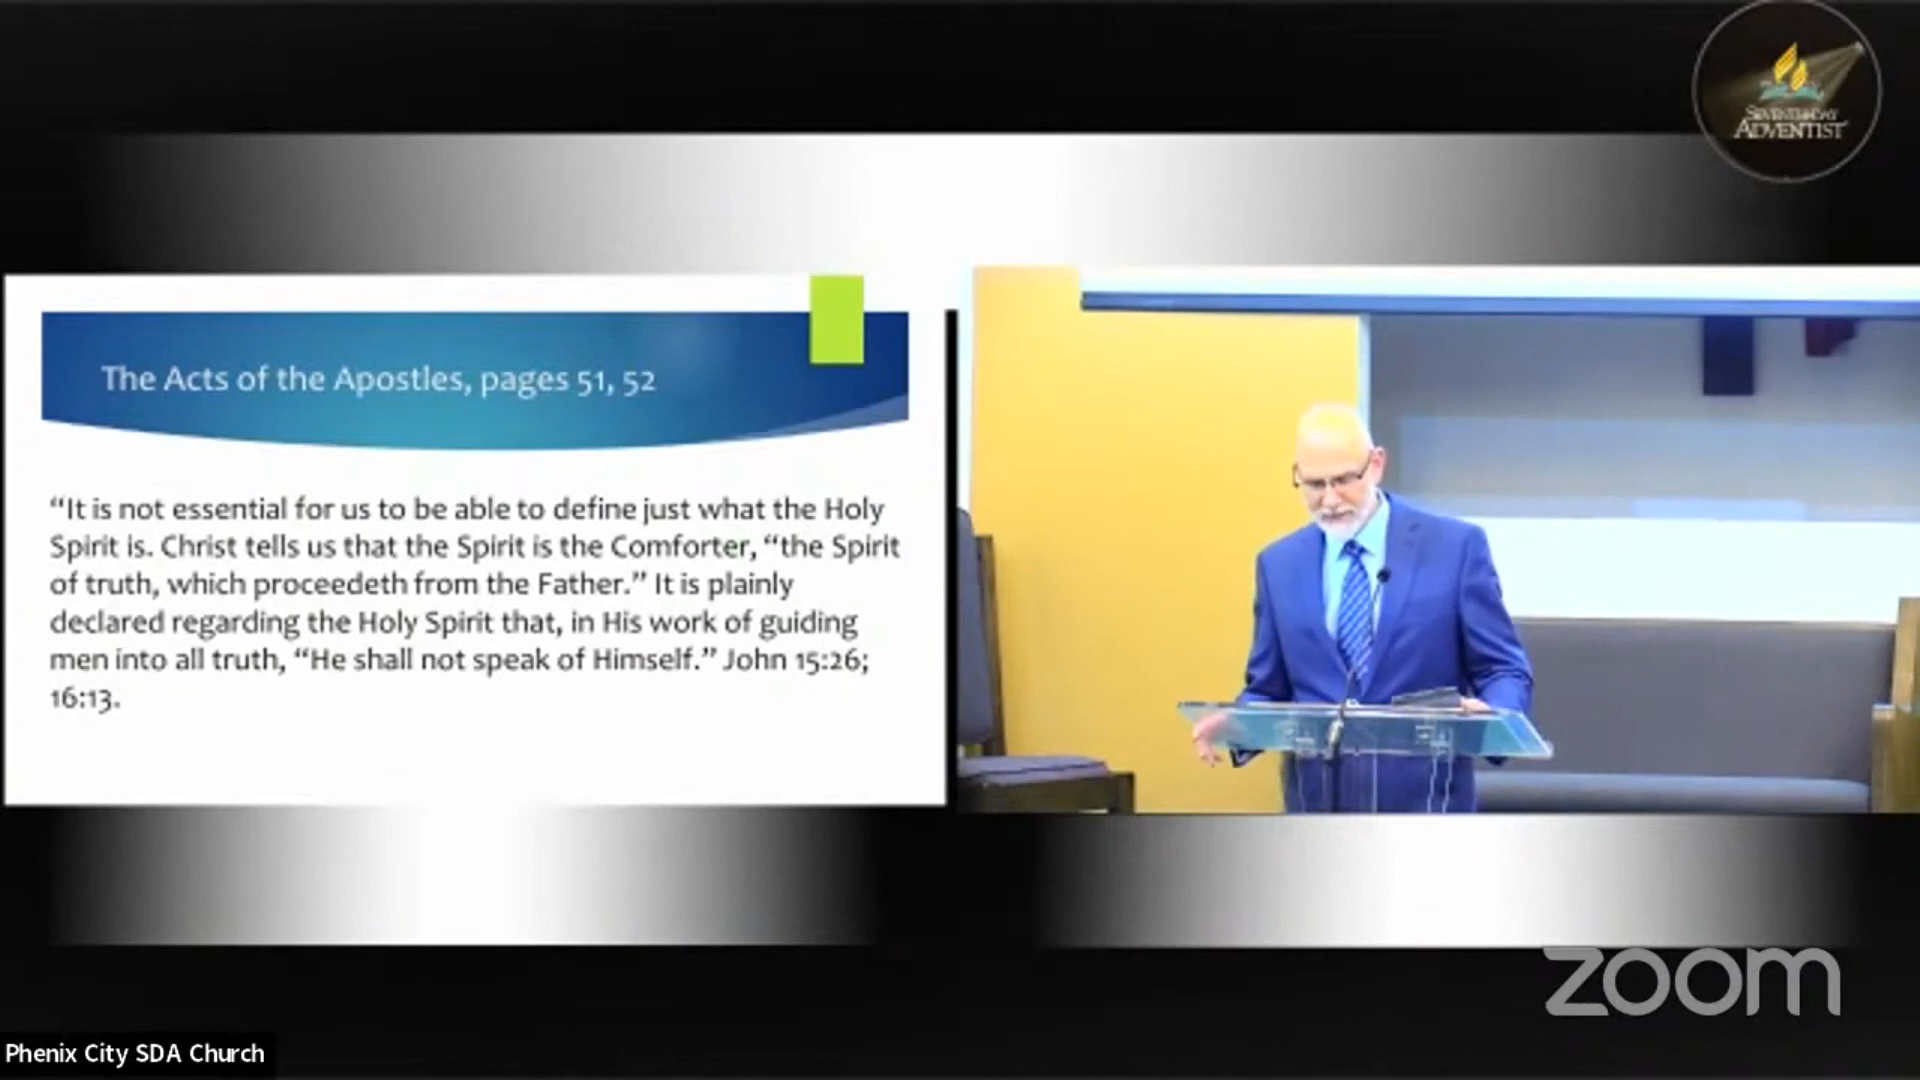 SEVENTH-DAY
ADVENTIST
The Acts of the Apostles, pages 51, 52
“It is not essential for us to be able to define just what the Holy
Spirit is. Christ tells us that the Spirit is the Comforter, “the Spirit
of truth, which proceedeth from the Father.” It is plainly
declared regarding the Holy Spirit that, in His work of guiding
men into all truth, “He shall not speak of Himself.” John 15:26;
16:13.
zoom
Phenix City SDA Church